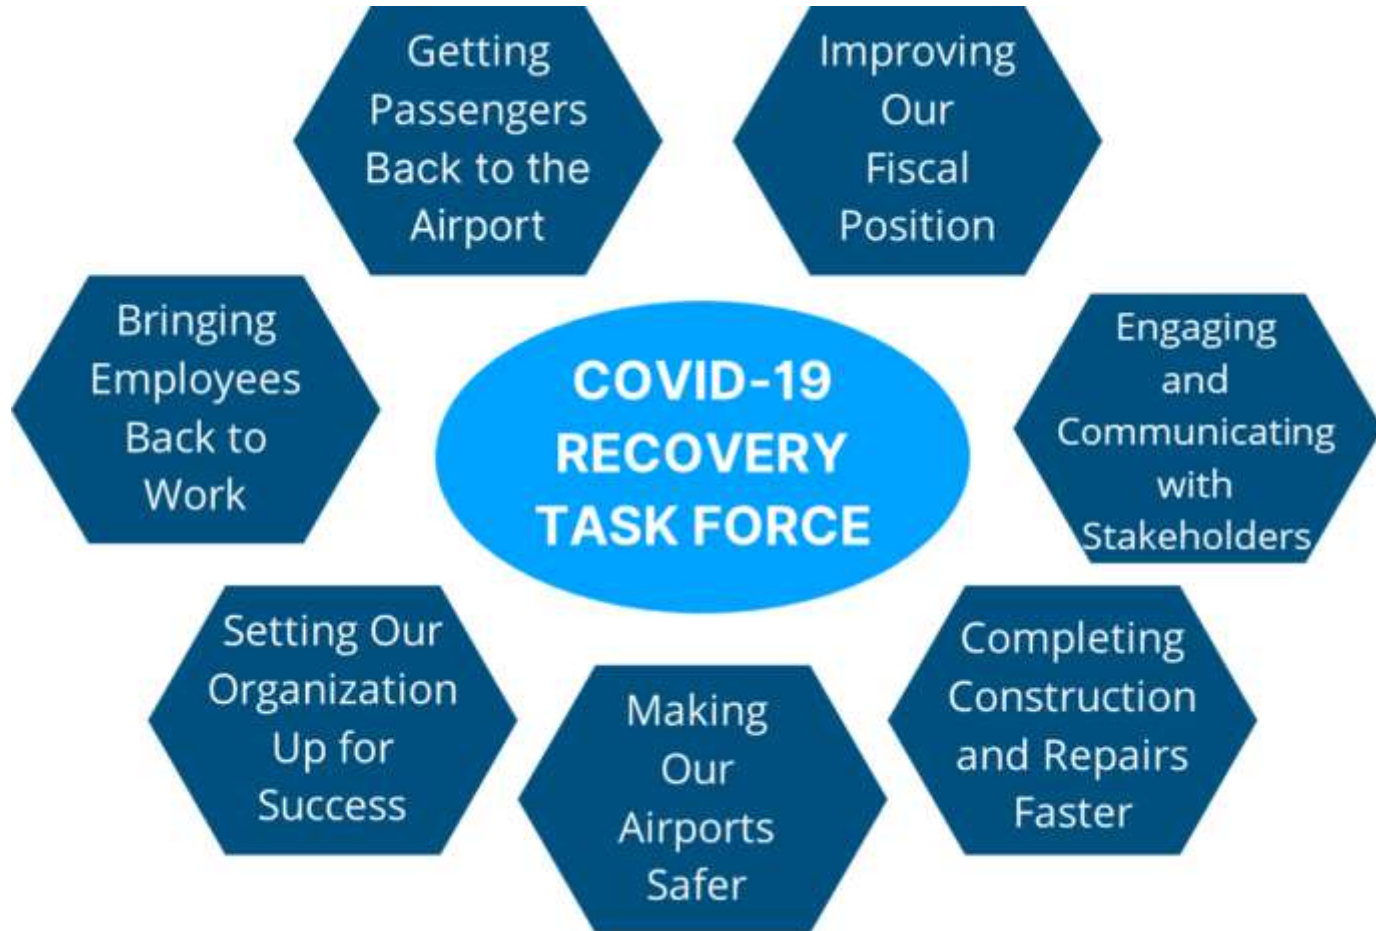 Getting
Passengers
Back to the
Airport
Improving
Our
Fiscal
Position
Bringing
Employees
Back to
Work
COVID-19
RECOVERY
TASK FORCE
Engaging
and
Communicating
with
Stakeholders
Setting Our
Organization
Up for
Success
Making
Our
Airports
Safer
Completing
Construction
and Repairs
Faster